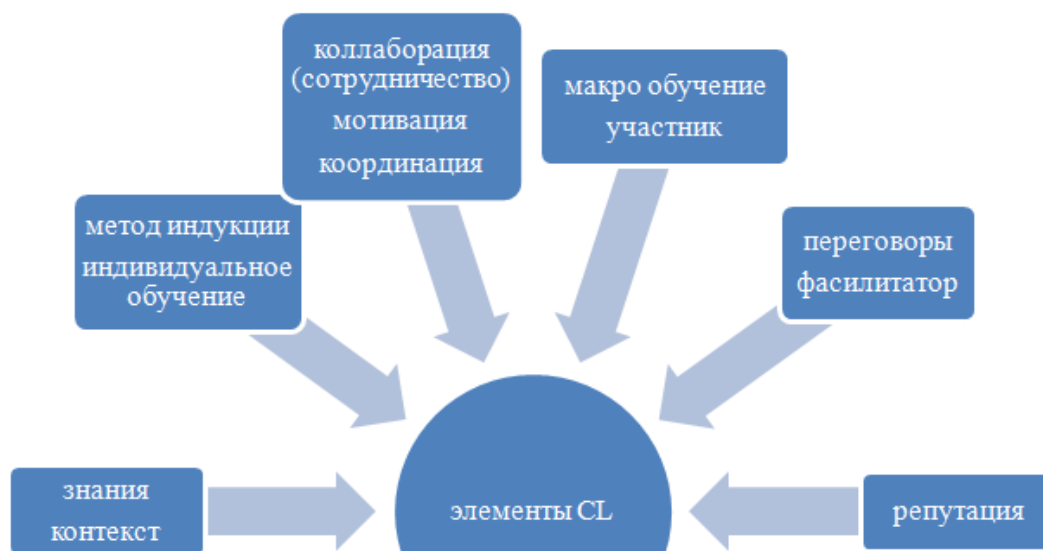 коллаборация
(сотрудничество)
мотивация
координация
макро обучение
участник
метод индукции
индивидуальное
обучение
переговоры
фасилитатор
знания
контекст
элементы CL
репутация